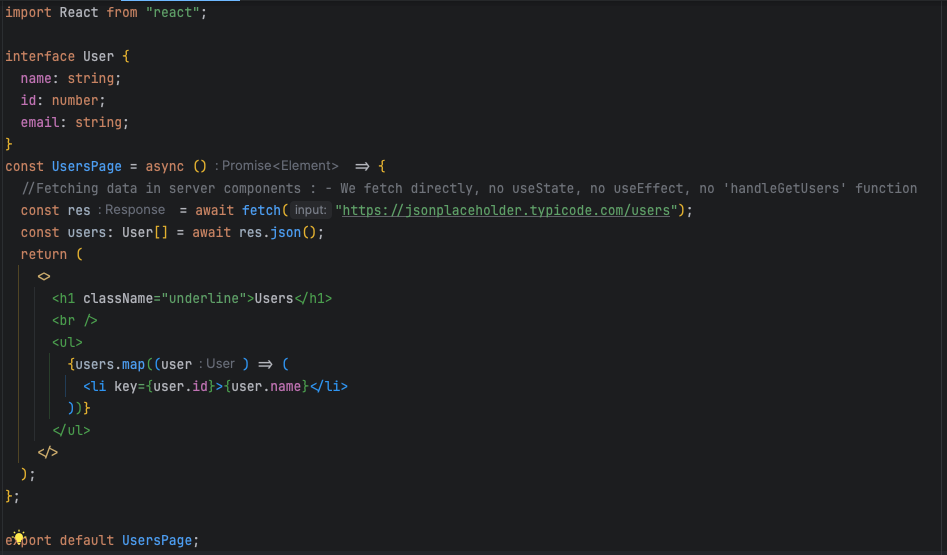 import React from "react";
interface User {
name: string;
id: number;
email: string;
}
const UsersPage = async () : Promise<Element> => {
//Fetching data in server components : - We fetch directly, no useState, no useEffect, no 'handleGetUsers' function
const res : Response = await fetch( input: "https://jsonplaceholder.typicode.com/users");
const users: User[] = await res.json();
return (
<>
<h1 className="underline">Users</h1>
<br />
<ul>
{users.map((user : User ) => (
<li key={user.id}>{user.name}</li>
))}
</ul>
</>
);
};
export default UsersPage;